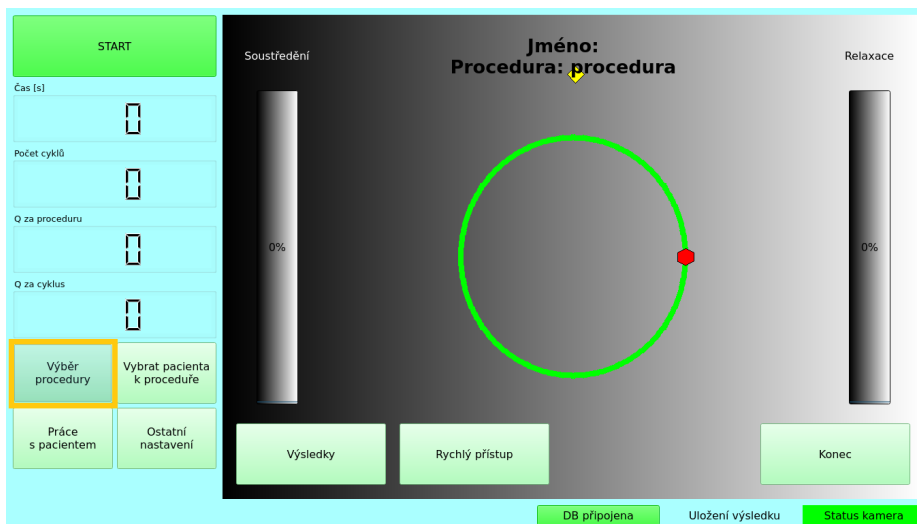 START
Čas [s]
0
Počet cyklů
0
Q za proceduru
0
Q za cyklus
0
Výběr
procedury
Vybrat pacienta
k proceduře
Práce
s pacientem
Ostatní
nastavení
Soustředění
Jméno:
Procedura: procedura
Relaxace
0%
0%
Výsledky
Rychlý přístup
Konec
DB připojena
Uložení výsledku
Status kamera